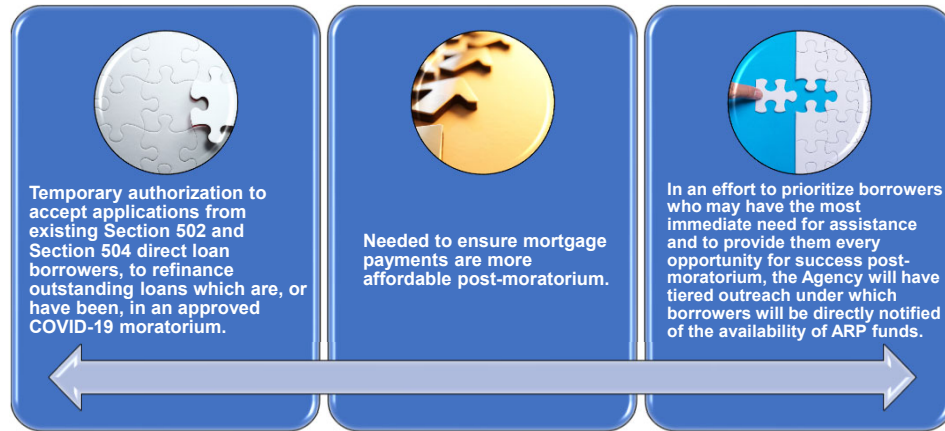 Temporary authorization to
accept applications from
existing Section 502 and
Section 504 direct loan
borrowers, to refinance
outstanding loans which are, or
have been, in an approved
COVID-19 moratorium.
Needed to ensure mortgage
payments are more
affordable post-moratorium.
In an effort to prioritize borrowers
who may have the most
immediate need for assistance
and to provide them every
opportunity for success post-
moratorium, the Agency will have
tiered outreach under which
borrowers will be directly notified
of the availability of ARP funds.